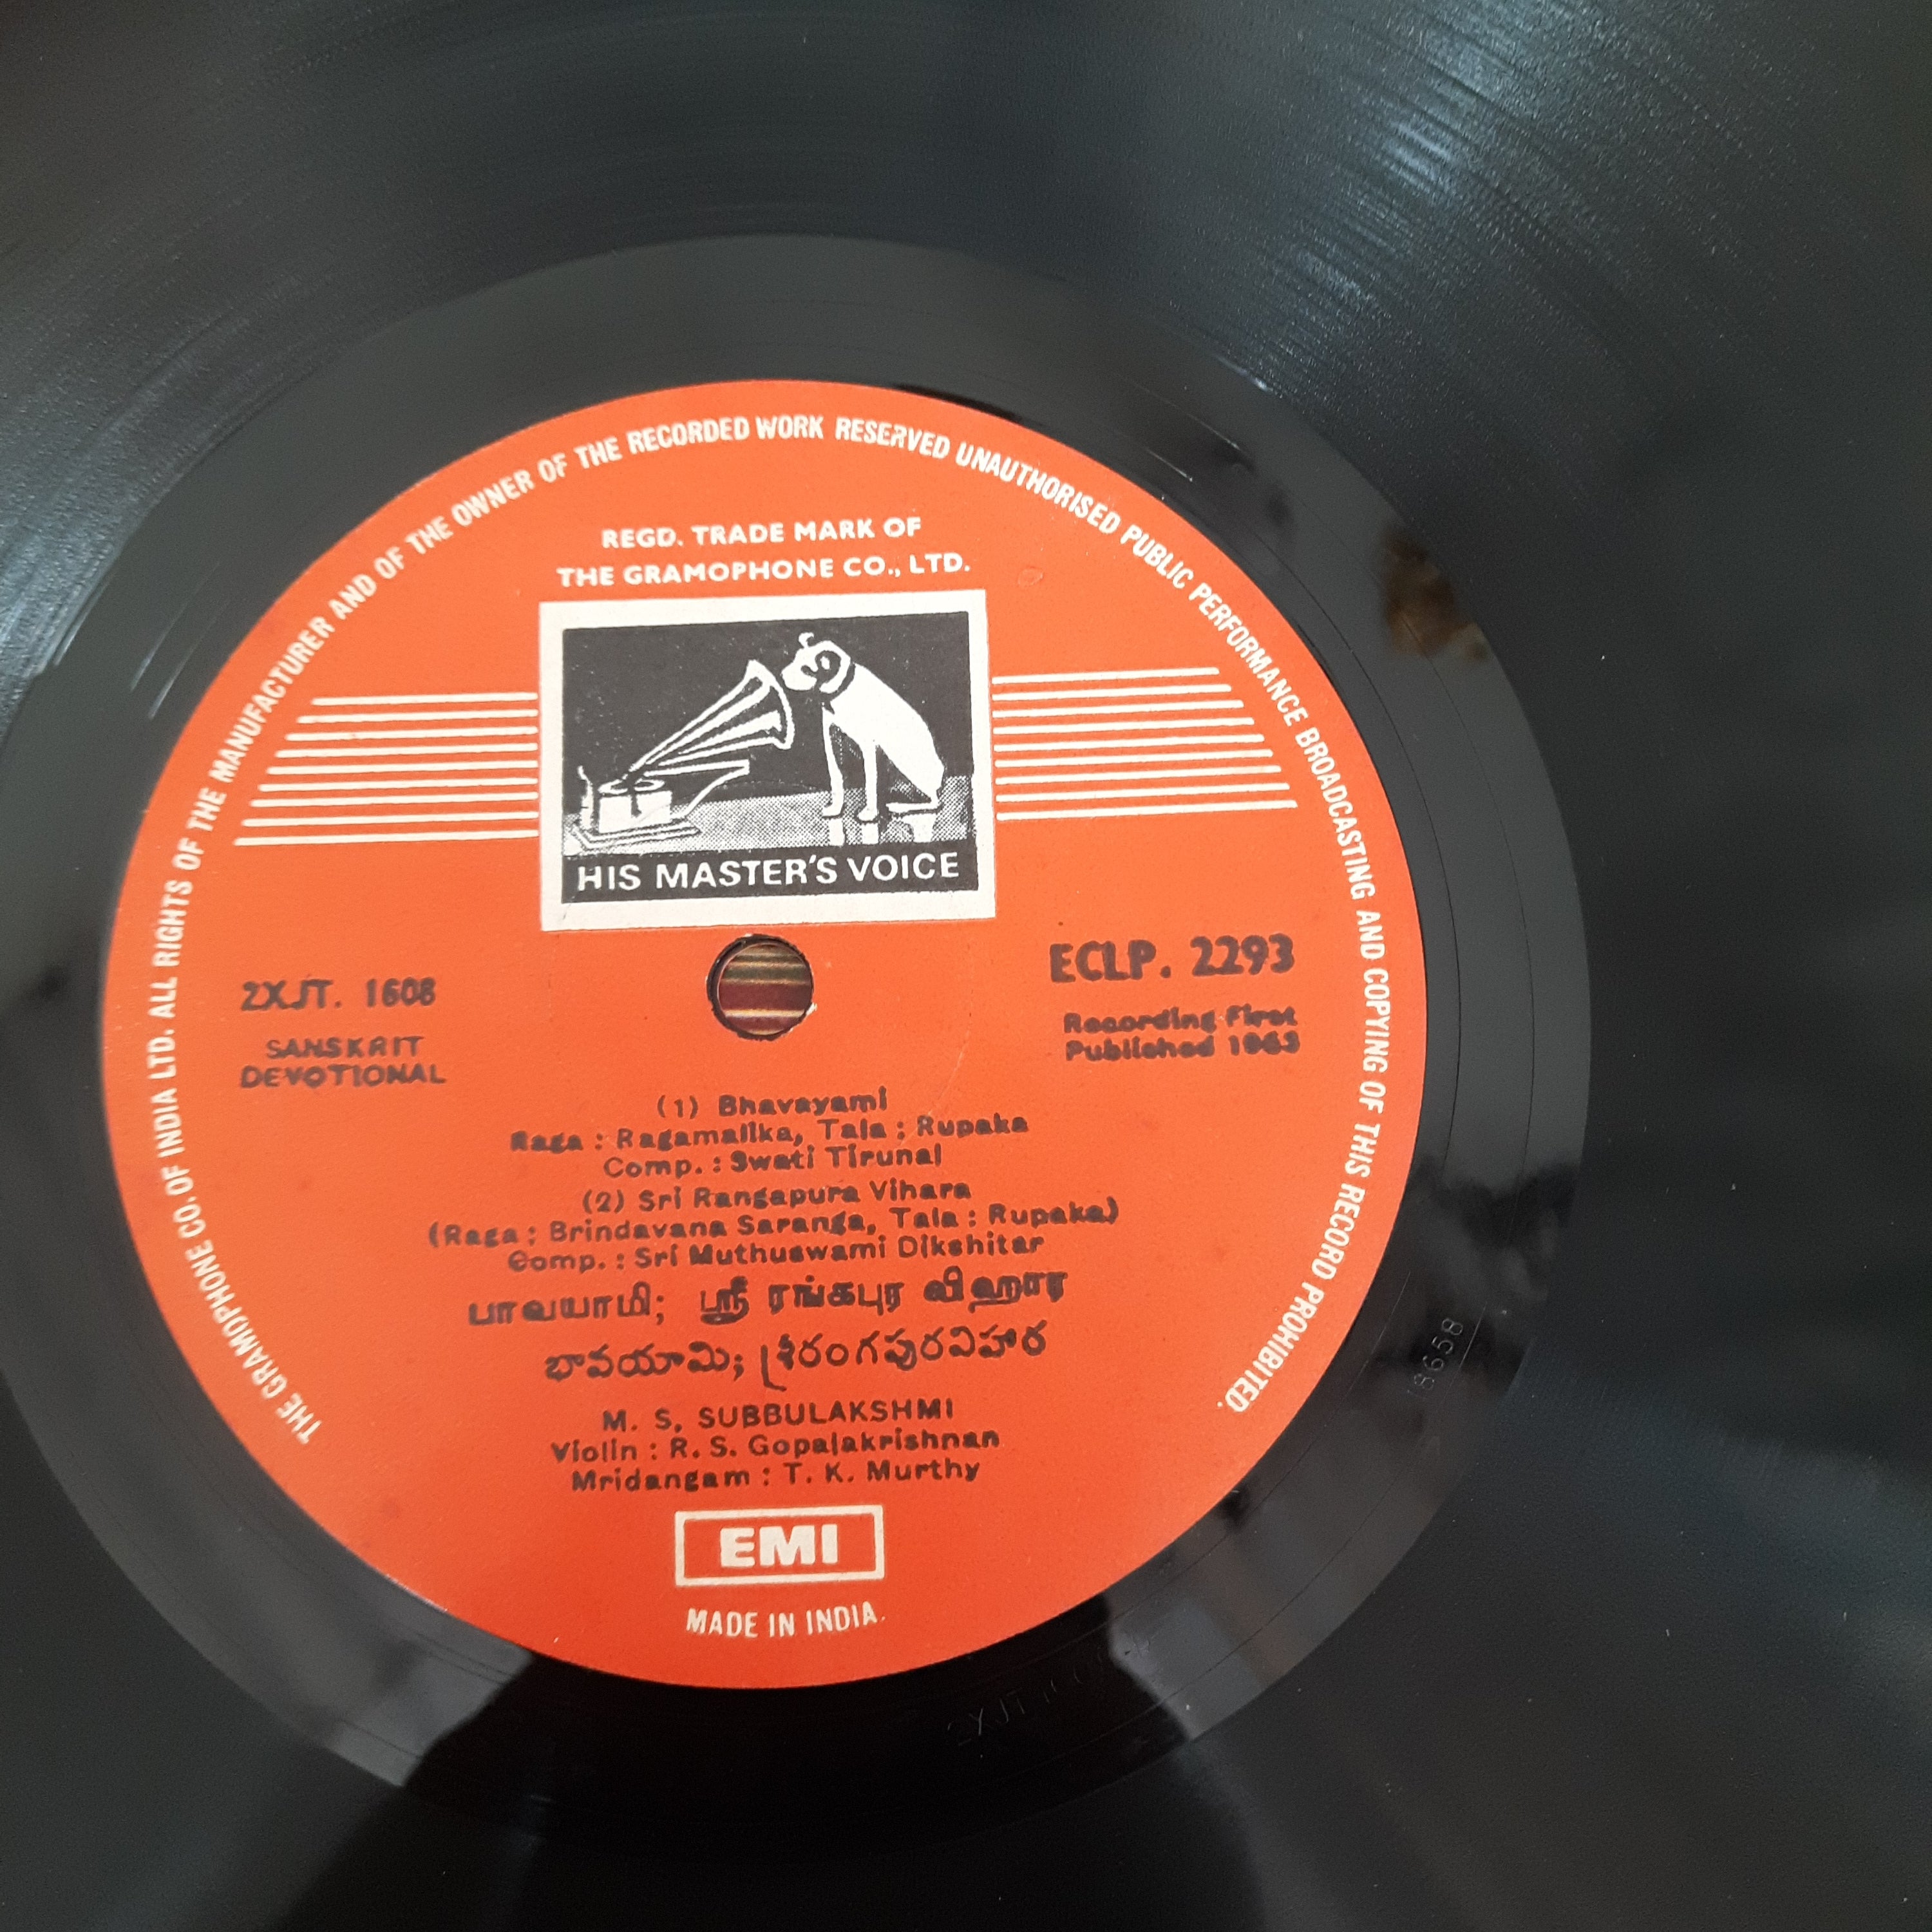 THE GRAMOPHONE CO. OF INDIA LTD. ALL RIGHTS OF THE MANUFACTURER AND OF THE OWNER OF THE RECORDED WORK RESERVED UNAUTHORISED PUBLIC PERFORMANCE BROADCASTING AND COPYING OF THIS RECORD PROHIBITED.
REGD. TRADE MARK OF
THE GRAMOPHONE CO., LTD.
HIS MASTER'S VOICE
2XJT. 1608
SANSKRIT
DEVOTIONAL
ECLP. 2293
Recording First
Published 1963
(1) Bhavayami
Raga : Ragamalika, Tala : Rupaka
Comp. : Swati Tirunal
(2) Sri Rangapura Vihara
(Raga : Brindavana Saranga, Tala : Rupaka)
Comp. : Sri Muthuswami Dikshitar
பாவயாமி; ஸ்ரீ ரங்கபுர விஹார
భావయామి; శ్రీరంగపురవిహార
M. S. SUBBULAKSHMI
Violin : R. S. Gopalakrishnan
Mridangam : T. K. Murthy
EMI
MADE IN INDIA.
2XJT